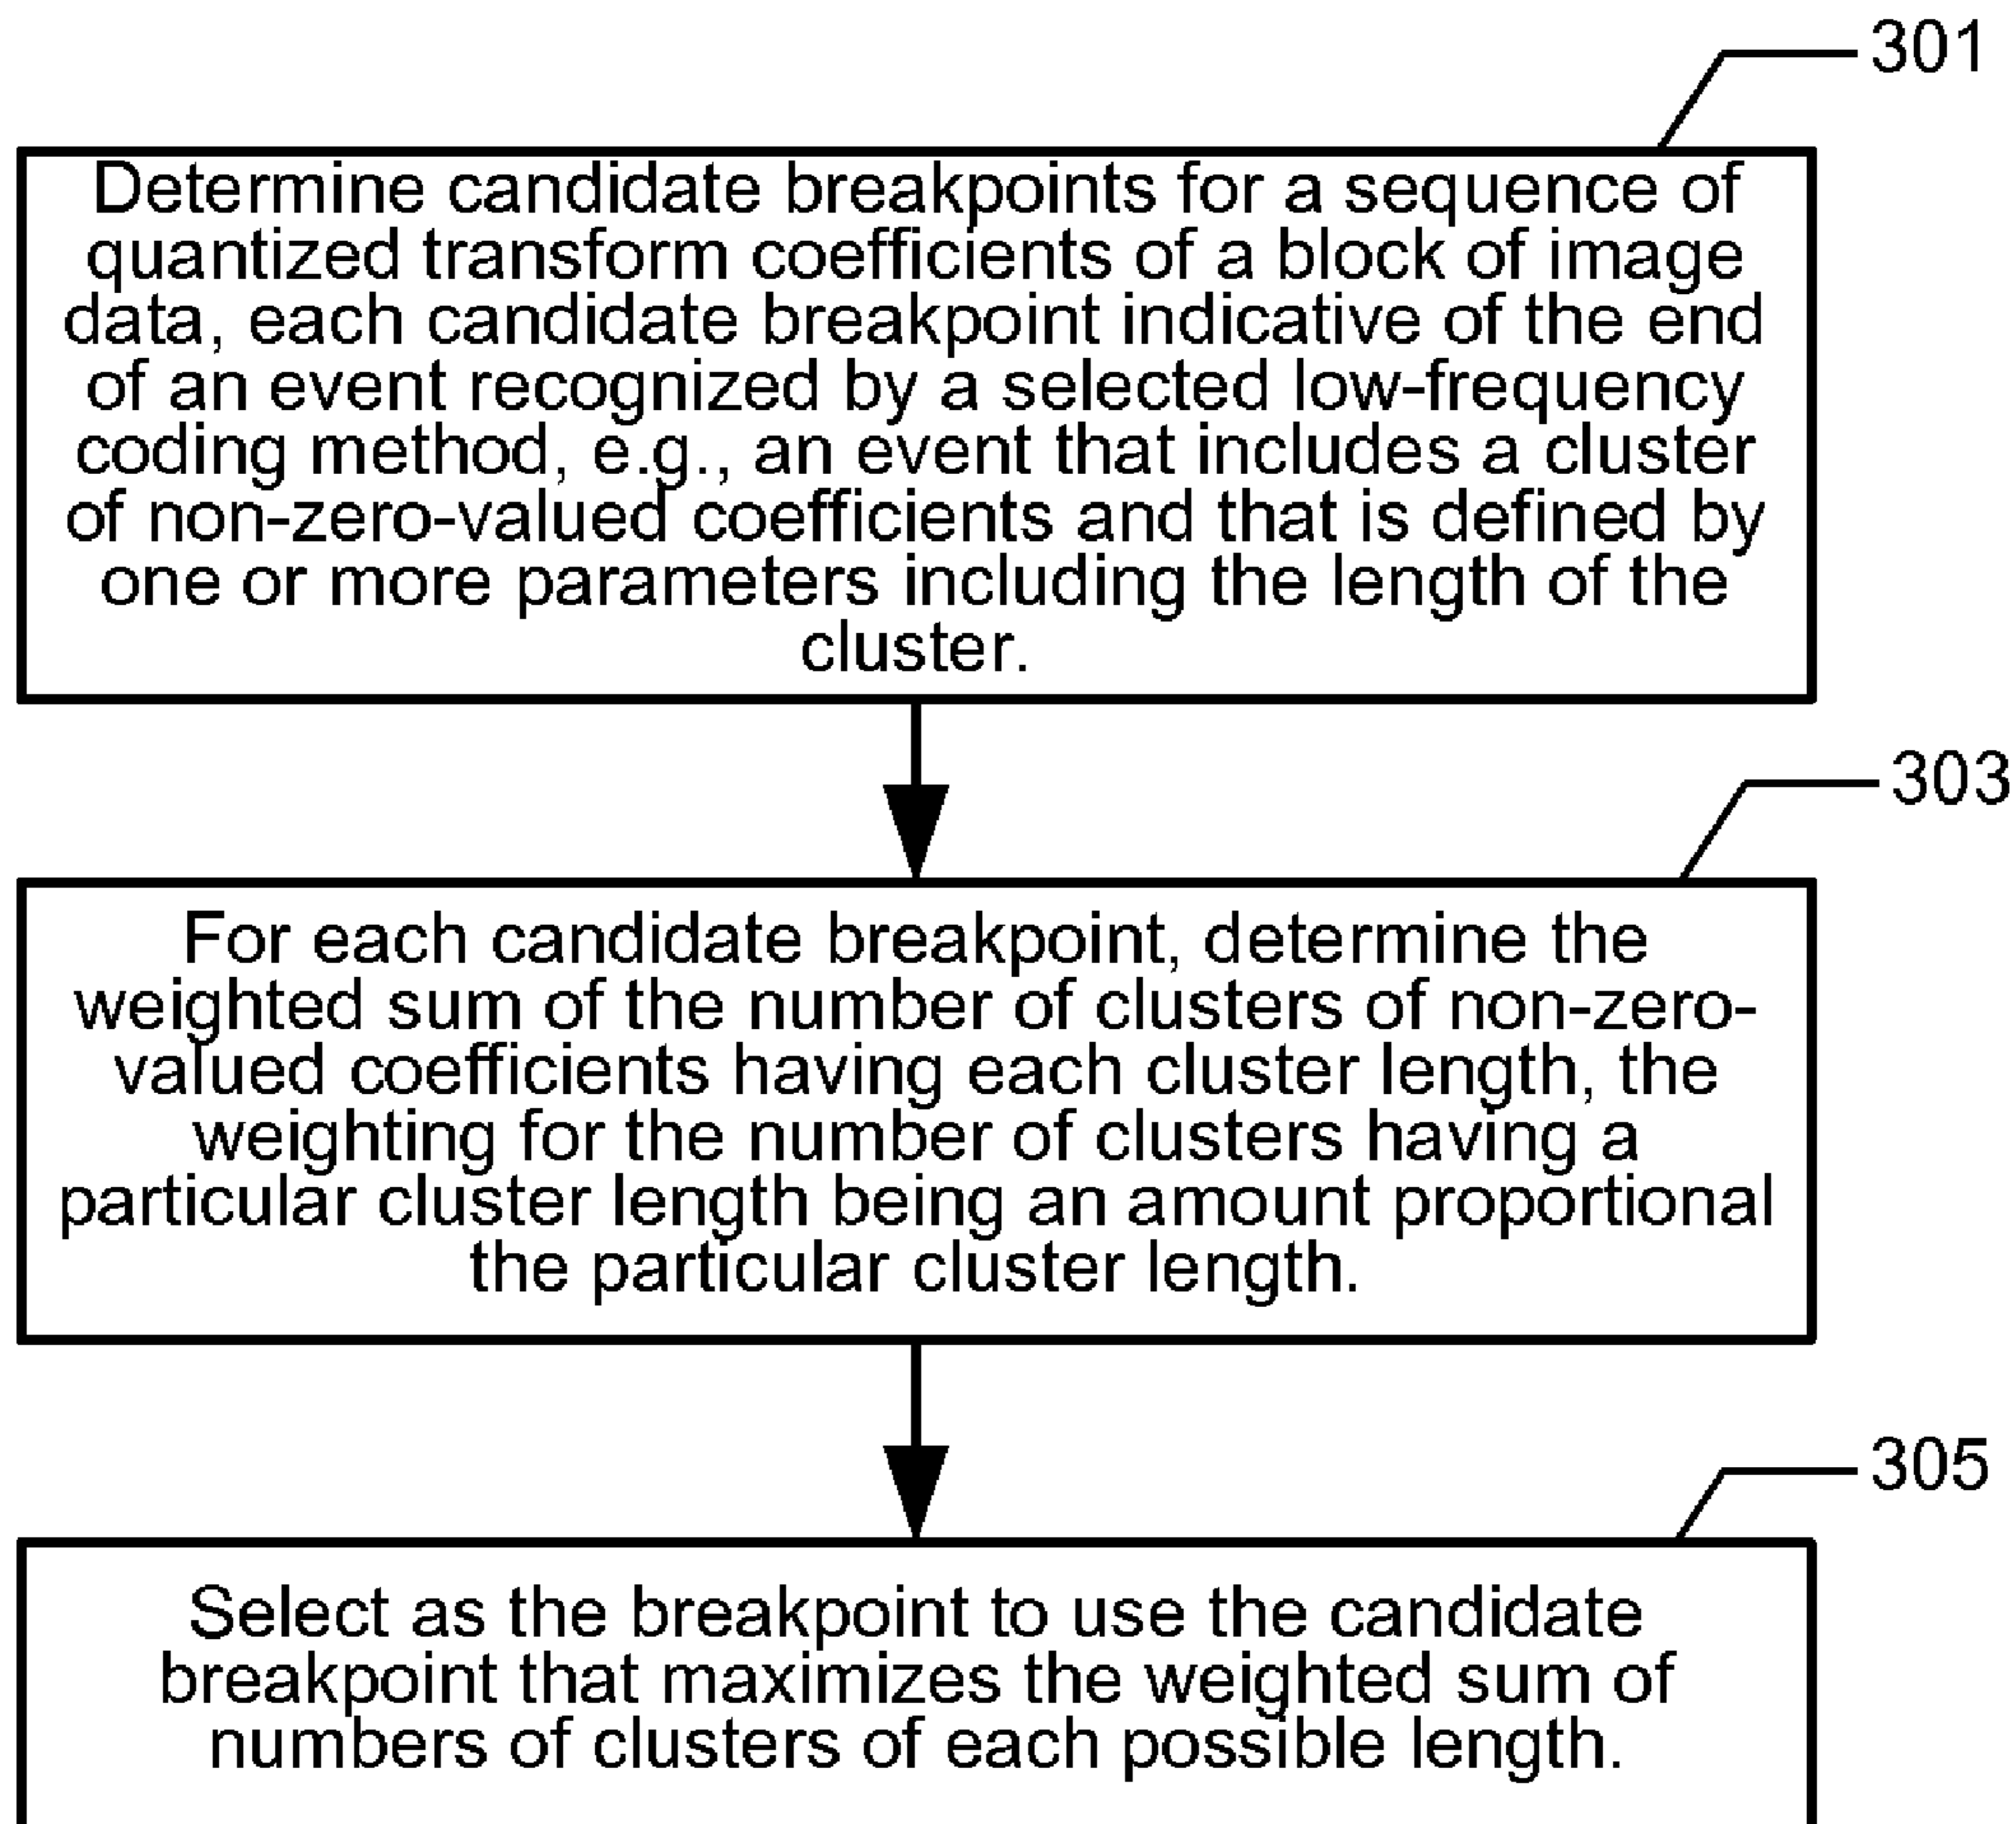 301
Determine candidate breakpoints for a sequence of
quantized transform coefficients of a block of image
data, each candidate breakpoint indicative of the end
of an event recognized by a selected low-frequency
coding method, e.g., an event that includes a cluster
of non-zero-valued coefficients and that is defined by
one or more parameters including the length of the
cluster.
303
For each candidate breakpoint, determine the
weighted sum of the number of clusters of non-zero-
valued coefficients having each cluster length, the
weighting for the number of clusters having a
particular cluster length being an amount proportional
the particular cluster length.
305
Select as the breakpoint to use the candidate
breakpoint that maximizes the weighted sum of
numbers of clusters of each possible length.